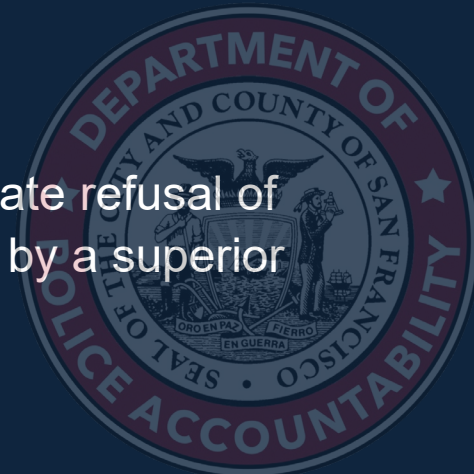 DEPARTMENT OF
SEAL OF THE CITY AND COUNTY OF SAN FRANCISCO
ate refusal of
by a superior
ORO EN PAZ
FIERRO
EN GUERRA
POLICE ACCOUNTABILITY